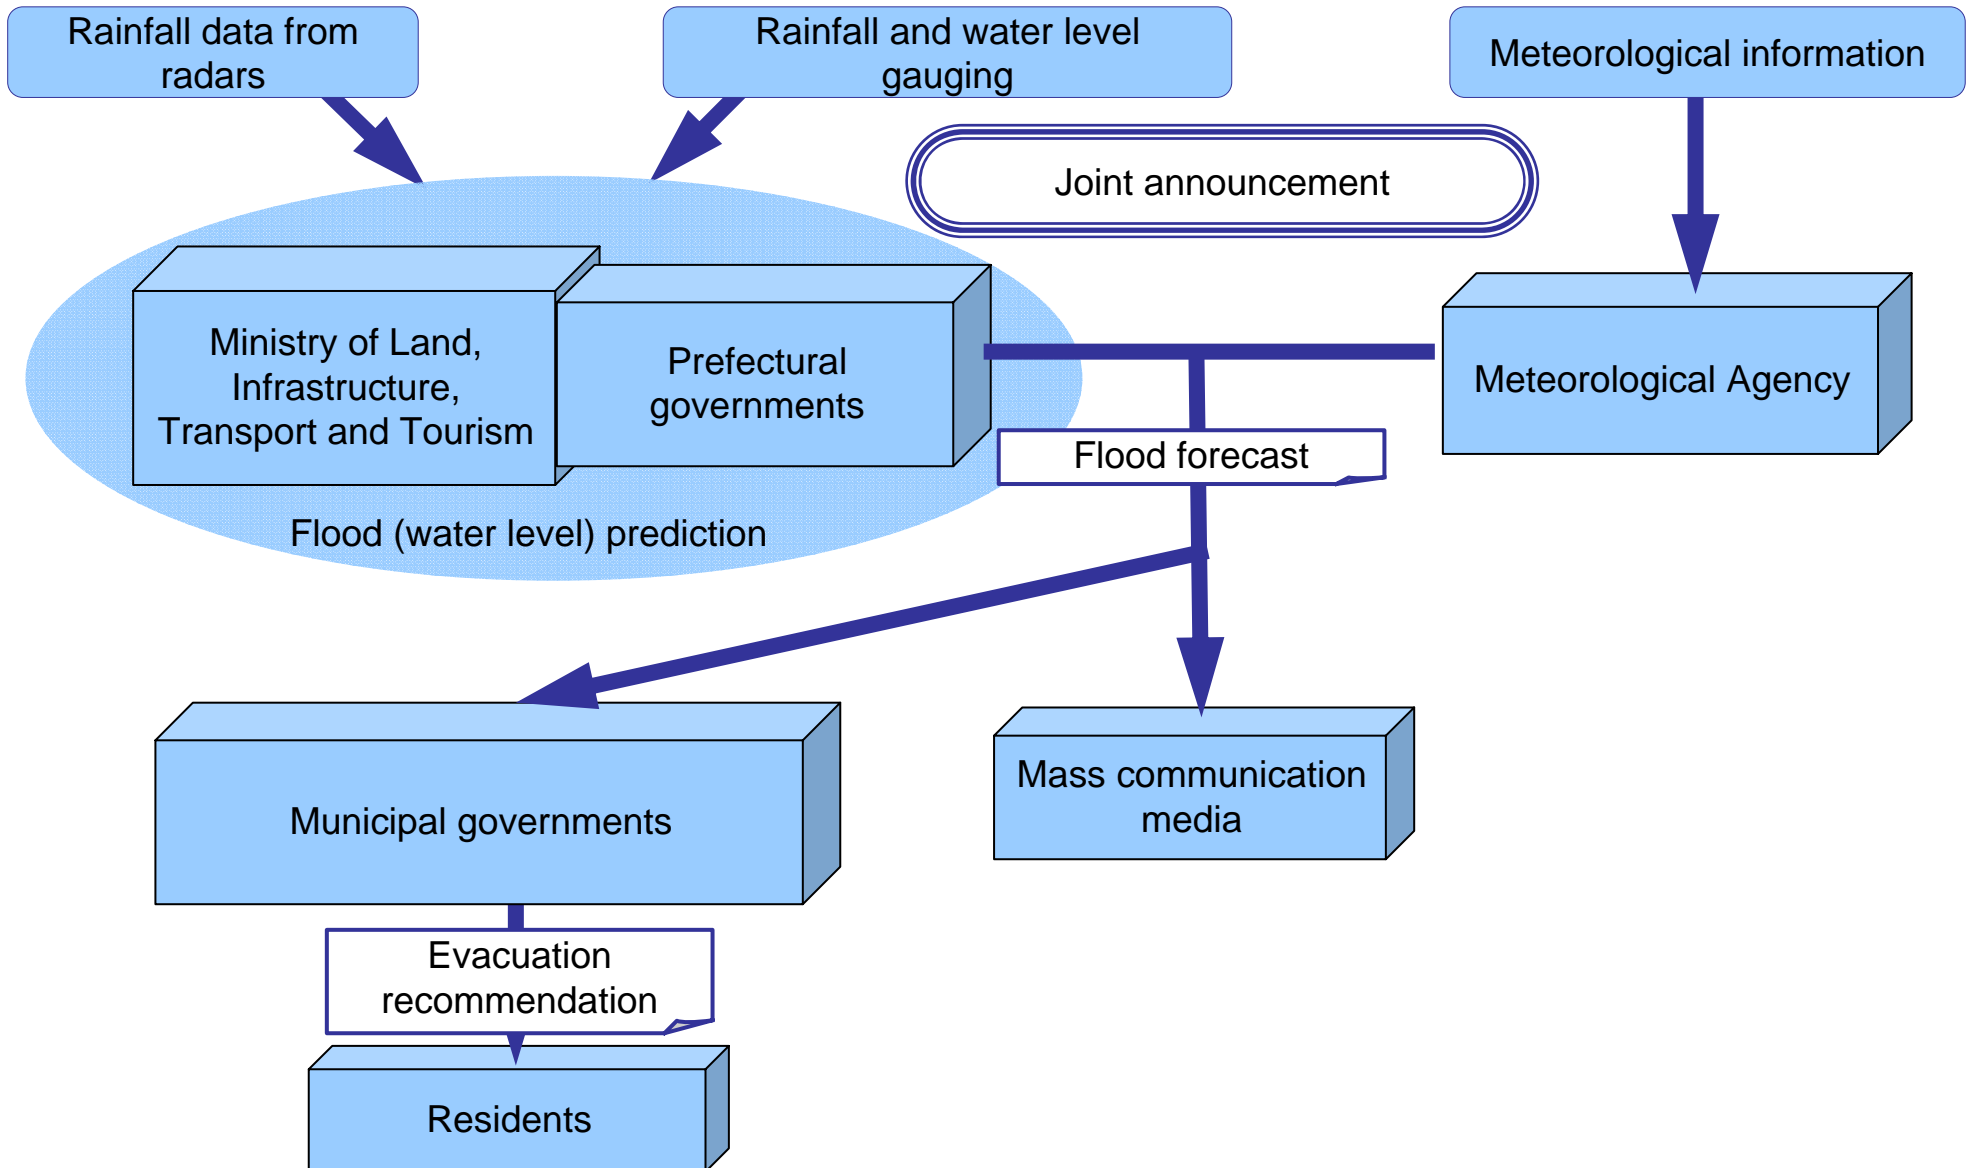 Rainfall data from
radars
Rainfall and water level
gauging
Meteorological information
Joint announcement
Ministry of Land,
Infrastructure,
Transport and Tourism
Prefectural
governments
Meteorological Agency
Flood forecast
Flood (water level) prediction
Municipal governments
Mass communication
media
Evacuation
recommendation
Residents